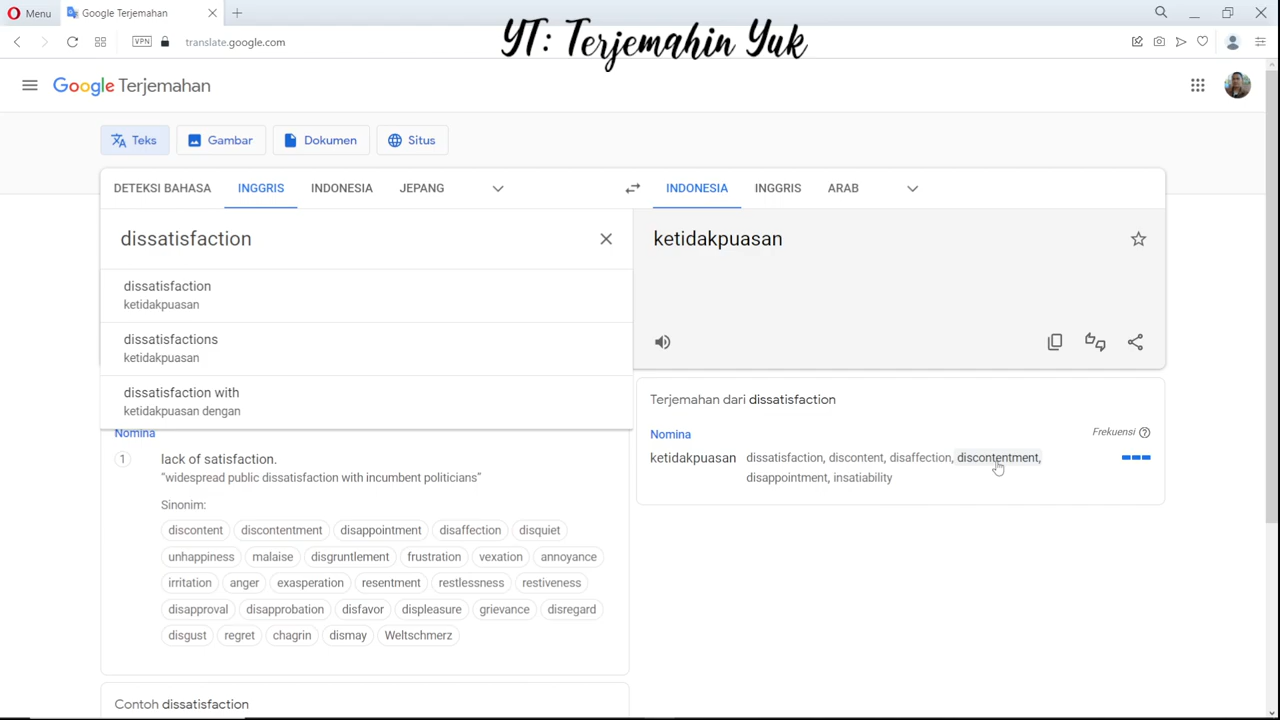 Menu
Google Terjemahan
YT: Terjemahin Yuk
VPN
translate.google.com
Google Terjemahan
Teks
Gambar
Dokumen
Situs
DETEKSI BAHASA
INGGRIS
INDONESIA
JEPANG
INDONESIA
INGGRIS
ARAB
dissatisfaction
ketidakpuasan
dissatisfaction
ketidakpuasan
dissatisfactions
ketidakpuasan
dissatisfaction with
ketidakpuasan dengan
Nomina
1
lack of satisfaction.
“widespread public dissatisfaction with incumbent politicians”
Sinonim:
discontent discontentment disappointment disaffection disquiet
unhappiness malaise disgruntlement frustration vexation annoyance
irritation anger exasperation resentment restlessness restiveness
disapproval disapprobation disfavor displeasure grievance disregard
disgust regret chagrin dismay Weltschmerz
Contoh dissatisfaction
Terjemahan dari dissatisfaction
Nomina
Frekuensi
ketidakpuasan
dissatisfaction, discontent, disaffection, discontentment,
disappointment, insatiability